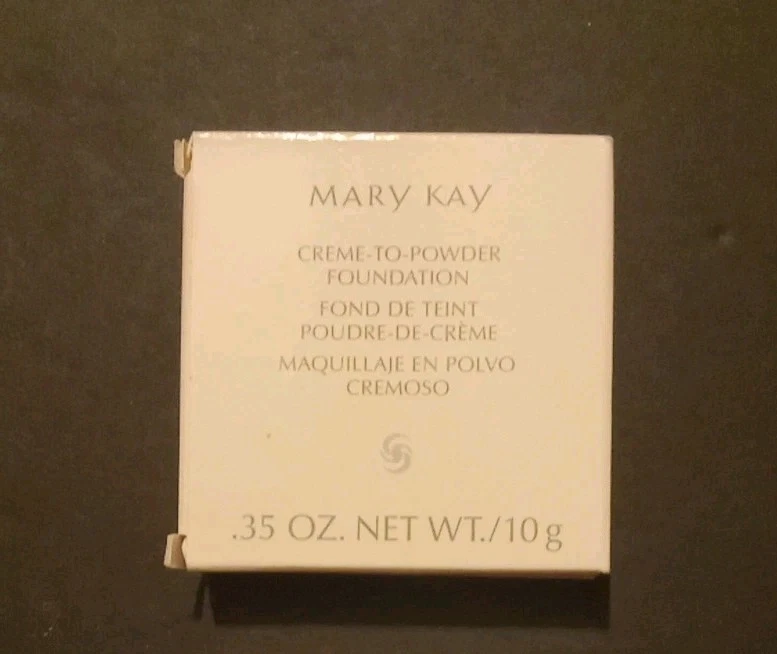 MARY KAY
CREME-TO-POWDER
FOUNDATION
FOND DE TEINT
POUDRE-DE-CRÈME
MAQUILLAJE EN POLVO
CREMOSO
.35 OZ. NET WT./10 g